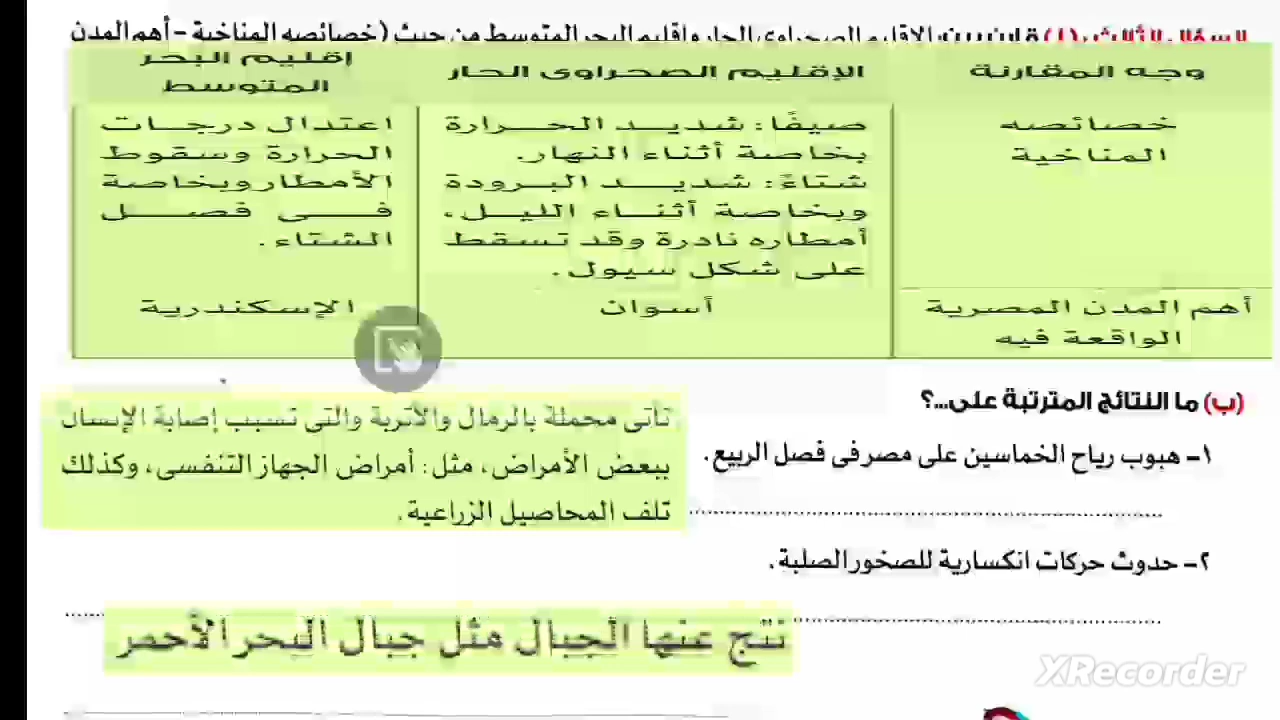 السؤال الثالث: (أ) قارن بين: الإقليم الصحراوى الحار وإقليم البحر المتوسط من حيث (خصائصه المناخية - أهم المدن
وجه المقارنة
الإقليم الصحراوى الحار
إقليم البحر
المتوسط
خصائصه
المناخية
صيفًا: شديد الحرارة
بخاصة أثناء النهار.
شتاءً: شديد البرودة
وبخاصة أثناء الليل،
أمطاره نادرة وقد تسقط
على شكل سيول.
اعتدال درجات
الحرارة وسقوط
الأمطار وبخاصة
فى فصل
الشتاء.
أهم المدن المصرية
الواقعة فيه
أسوان
الإسكندرية
(ب) ما النتائج المترتبة على...؟
١- هبوب رياح الخماسين على مصر فى فصل الربيع.
تأتى محملة بالرمال والأتربة والتى تسبب إصابة الإنسان
ببعض الأمراض، مثل: أمراض الجهاز التنفسى، وكذلك
تلف المحاصيل الزراعية.
٢- حدوث حركات انكسارية للصخور الصلبة.
نتج عنها الجبال مثل جبال البحر الأحمر
XRecorder